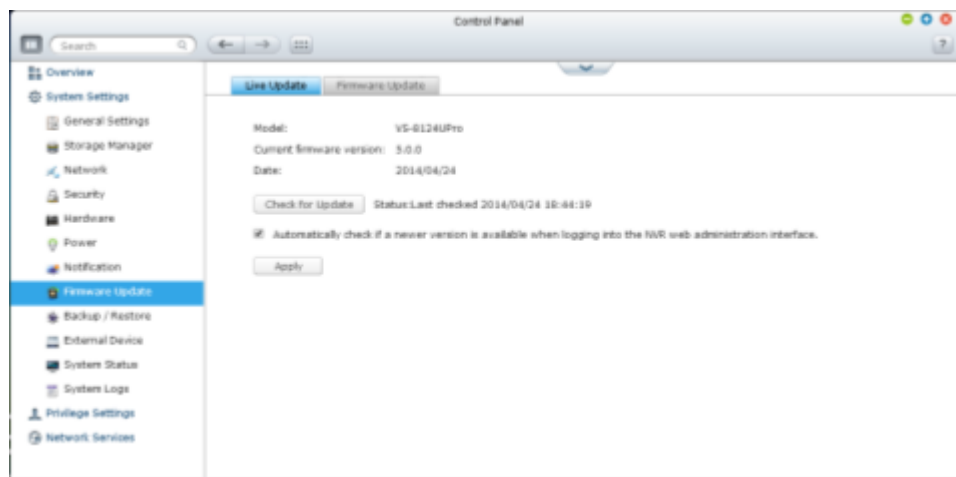 Control Panel
Search
?
Overview
System Settings
General Settings
Storage Manager
Network
Security
Hardware
Power
Notification
Firmware Update
Backup / Restore
External Device
System Status
System Logs
Privilege Settings
Network Services
Live Update
Firmware Update
Model: VS-8124UPro
Current firmware version: 5.0.0
Date: 2014/04/24
Check for Update Status:Last checked 2014/04/24 18:44:19
Automatically check if a newer version is available when logging into the NVR web administration interface.
Apply